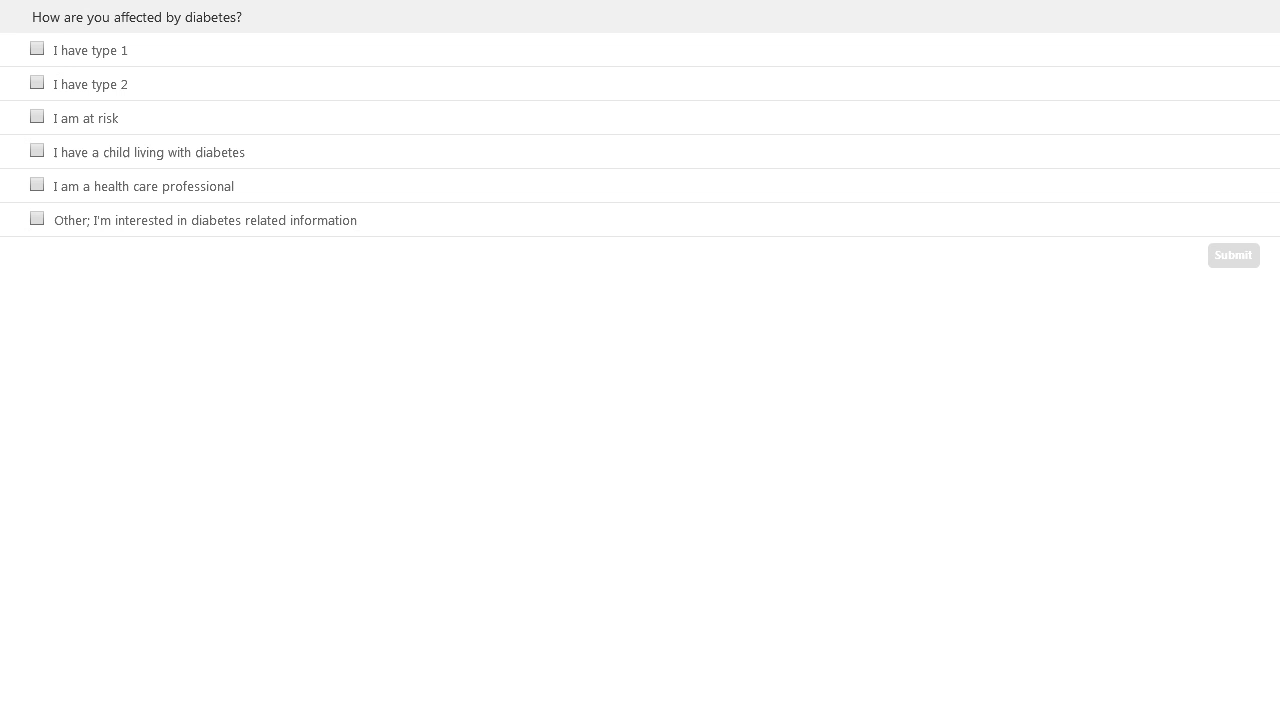 How are you affected by diabetes?
I have type 1
I have type 2
I am at risk
I have a child living with diabetes
I am a health care professional
Other; I'm interested in diabetes related information
Submit